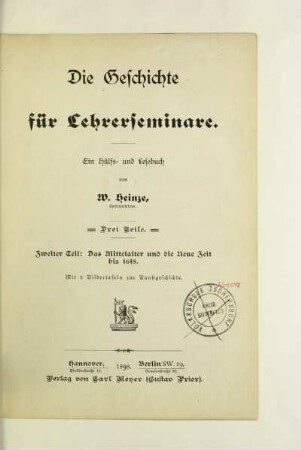 Die Geschichte
für Lehrerseminare.
Ein Hülfs- und Lesebuch
von
W. Heinze,
Drei Teile.
Zweiter Teil: Das Mittelalter und die Neue Zeit
bis 1648.
Mit 2 Bildertafeln zur Kunstgeschichte.
Hannover, 1898. Berlin SW. 19,
Verlag von Carl Meyer (Gustav Prior).